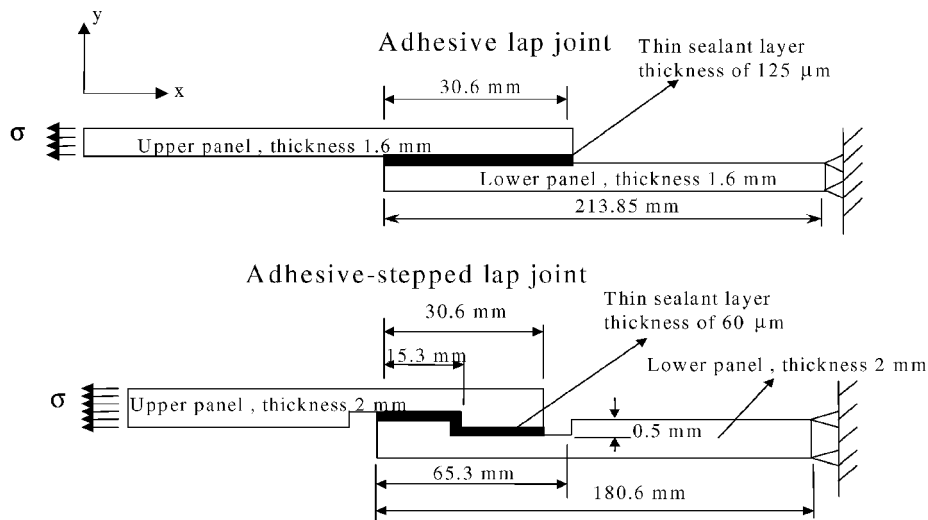 y
x
Adhesive lap joint
Thin sealant layer
thickness of 125 μm
30.6 mm
σ
Upper panel , thickness 1.6 mm
Lower panel , thickness 1.6 mm
213.85 mm
Adhesive-stepped lap joint
Thin sealant layer
thickness of 60 μm
30.6 mm
15.3 mm
Lower panel , thickness 2 mm
σ
Upper panel , thickness 2 mm
0.5 mm
65.3 mm
180.6 mm